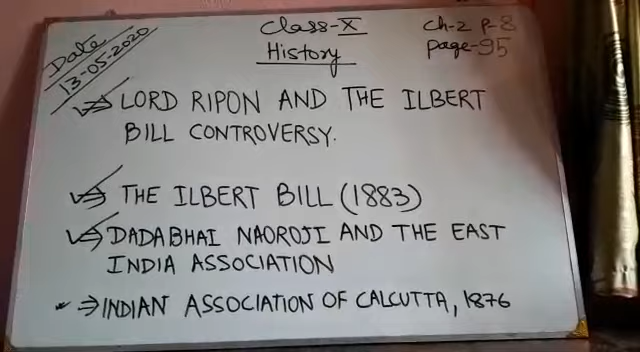 Date
13-05-2020
Class-X
History
Ch-2 P-8
page-95
⇒ LORD RIPON AND THE ILBERT
BILL CONTROVERSY.
⇒ THE ILBERT BILL (1883)
⇒ DADABHAI NAOROJI AND THE EAST
INDIA ASSOCIATION
⇒ INDIAN ASSOCIATION OF CALCUTTA, 1876